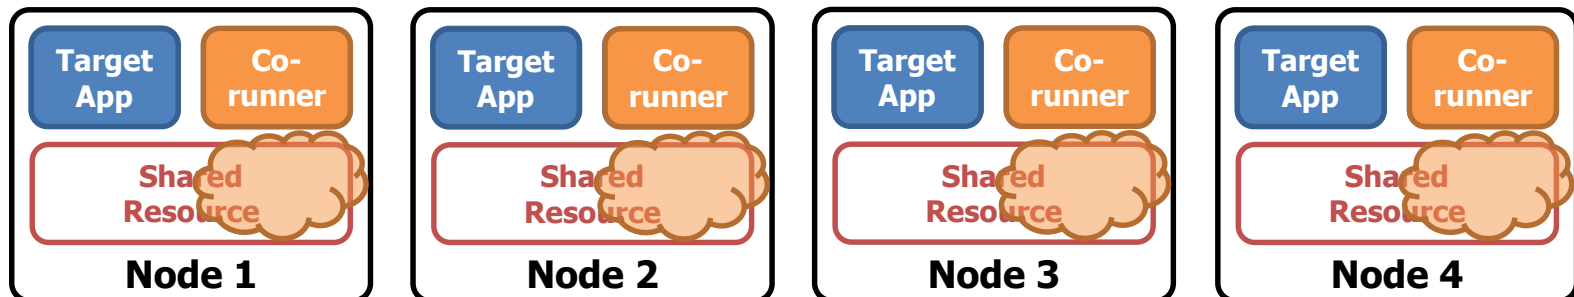 Target
App
Co-
runner
Shared
Resource
Node 1
Target
App
Co-
runner
Shared
Resource
Node 2
Target
App
Co-
runner
Shared
Resource
Node 3
Target
App
Co-
runner
Shared
Resource
Node 4